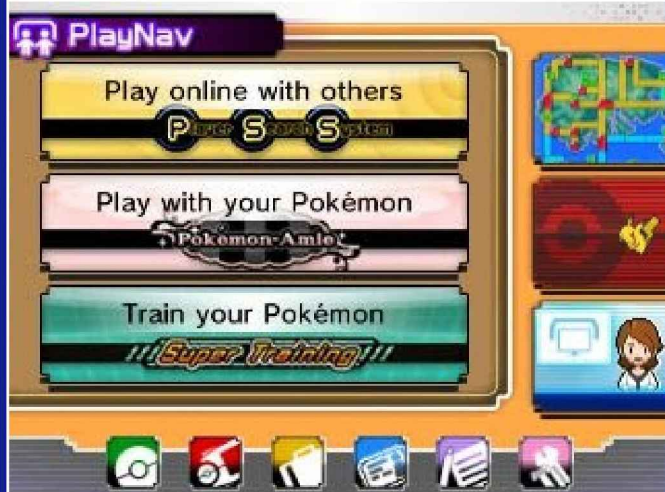 PlayNav
Play online with others
Player Search System
Play with your Pokémon
Pokémon-Amie
Train your Pokémon
Super Training